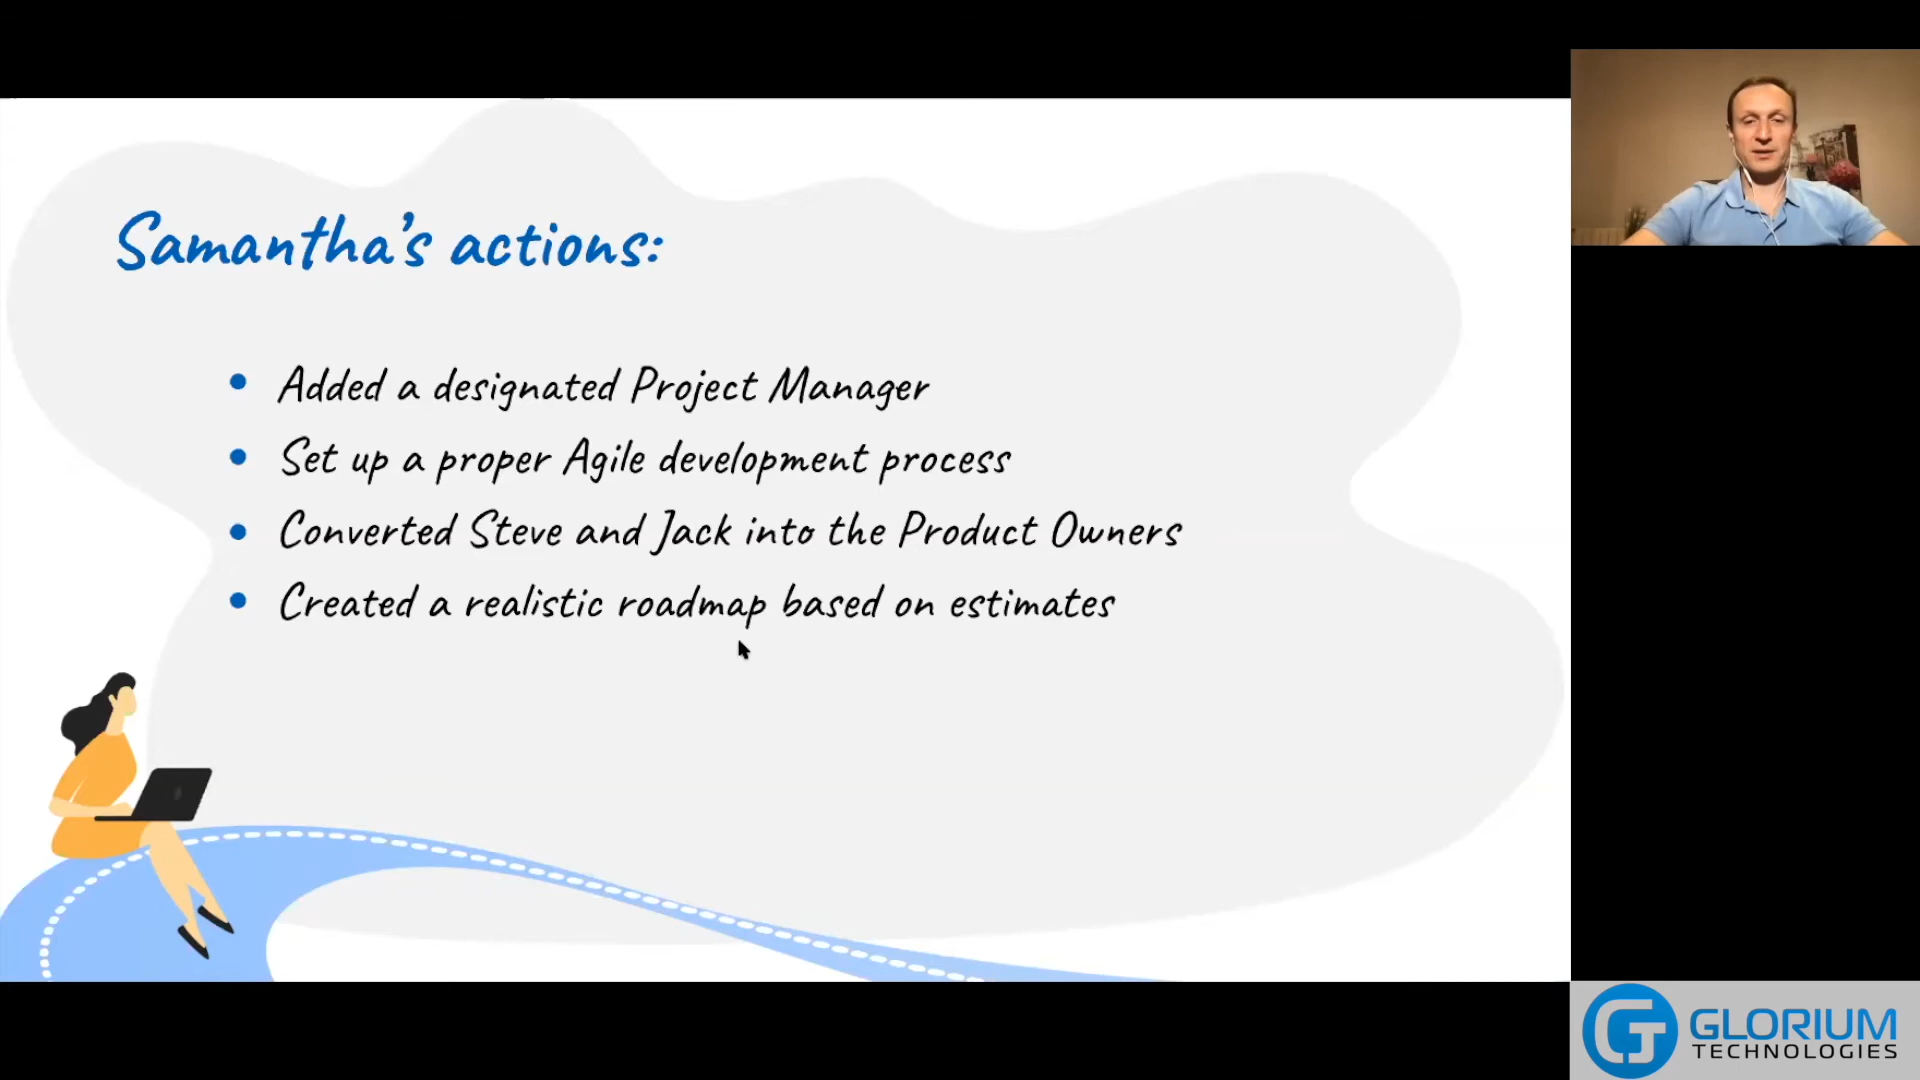 Samantha's actions:
• Added a designated Project Manager
• Set up a proper Agile development process
• Converted Steve and Jack into the Product Owners
• Created a realistic roadmap based on estimates
GLORIUM
TECHNOLOGIES